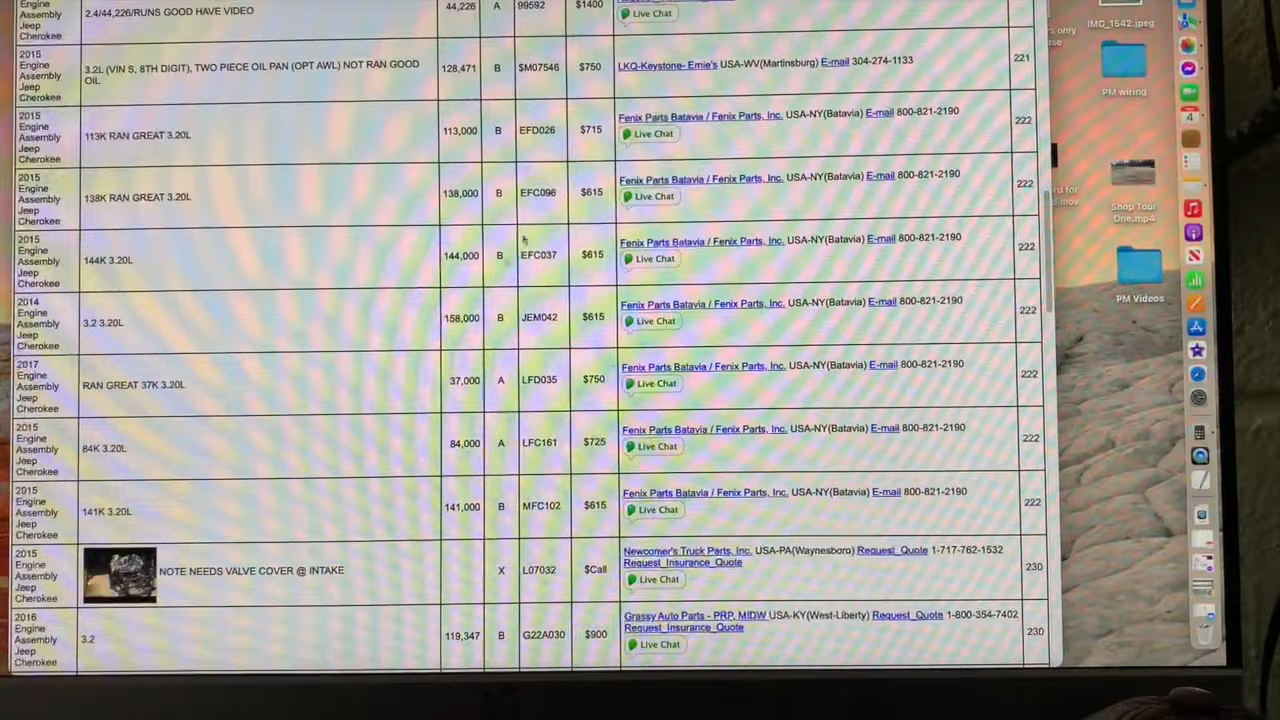 Engine
Assembly
Jeep
Cherokee
2.4/44,226/RUNS GOOD HAVE VIDEO
44,226
A
99592
$1400
Live Chat
2015
Engine
Assembly
Jeep
Cherokee
3.2L (VIN S, 8TH DIGIT), TWO PIECE OIL PAN (OPT AWL) NOT RAN GOOD
OIL
128,471
B
$M07546
$750
LKQ-Keystone- Ernie's USA-WV(Martinsburg) E-mail 304-274-1133
221
2015
Engine
Assembly
Jeep
Cherokee
113K RAN GREAT 3.20L
113,000
B
EFD026
$715
Fenix Parts Batavia / Fenix Parts, Inc. USA-NY(Batavia) E-mail 800-821-2190
Live Chat
222
2015
Engine
Assembly
Jeep
Cherokee
138K RAN GREAT 3.20L
138,000
B
EFC096
$615
Fenix Parts Batavia / Fenix Parts, Inc. USA-NY(Batavia) E-mail 800-821-2190
Live Chat
222
2015
Engine
Assembly
Jeep
Cherokee
144K 3.20L
144,000
B
EFC037
$615
Fenix Parts Batavia / Fenix Parts, Inc. USA-NY(Batavia) E-mail 800-821-2190
Live Chat
222
2014
Engine
Assembly
Jeep
Cherokee
3.2 3.20L
158,000
B
JEM042
$615
Fenix Parts Batavia / Fenix Parts, Inc. USA-NY(Batavia) E-mail 800-821-2190
Live Chat
222
2017
Engine
Assembly
Jeep
Cherokee
RAN GREAT 37K 3.20L
37,000
A
LFD035
$750
Fenix Parts Batavia / Fenix Parts, Inc. USA-NY(Batavia) E-mail 800-821-2190
Live Chat
222
2015
Engine
Assembly
Jeep
Cherokee
84K 3.20L
84,000
A
LFC161
$725
Fenix Parts Batavia / Fenix Parts, Inc. USA-NY(Batavia) E-mail 800-821-2190
Live Chat
222
2015
Engine
Assembly
Jeep
Cherokee
141K 3.20L
141,000
B
MFC102
$615
Fenix Parts Batavia / Fenix Parts, Inc. USA-NY(Batavia) E-mail 800-821-2190
Live Chat
222
2015
Engine
Assembly
Jeep
Cherokee
NOTE NEEDS VALVE COVER @ INTAKE
X
L07032
$Call
Newcomer's Truck Parts, Inc. USA-PA(Waynesboro) Request_Quote 1-717-762-1532
Request_Insurance_Quote
Live Chat
230
2016
Engine
Assembly
Jeep
Cherokee
3.2
119,347
B
G22A030
$900
Grassy Auto Parts - PRP, MIDW USA-KY(West-Liberty) Request_Quote 1-800-354-7402
Request_Insurance_Quote
Live Chat
230
IMG_1542.jpeg
rs only
se
PM wiring
rd for
d.mov
Shop Tour
One.mp4
PM Videos
4